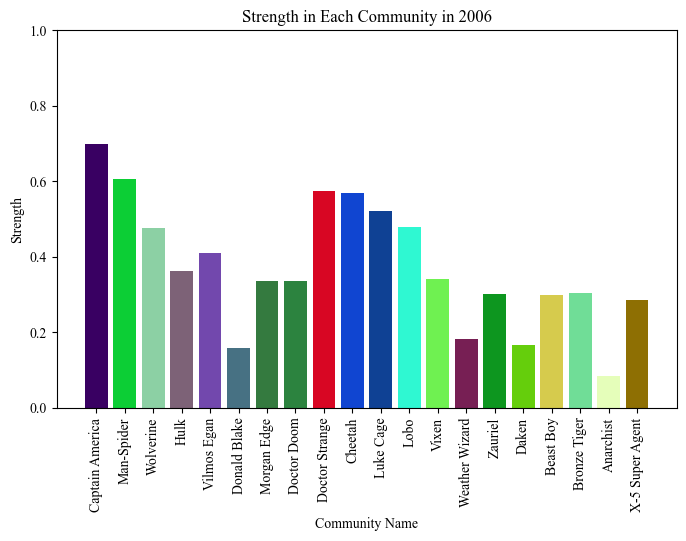 Strength in Each Community in 2006
1.0
0.8
0.6
0.4
0.2
0.0
Strength
Captain America
Man-Spider
Wolverine
Hulk
Vilmos Egan
Donald Blake
Morgan Edge
Doctor Doom
Doctor Strange
Cheetah
Luke Cage
Lobo
Vixen
Weather Wizard
Zauriel
Daken
Beast Boy
Bronze Tiger
Anarchist
X-5 Super Agent
Community Name